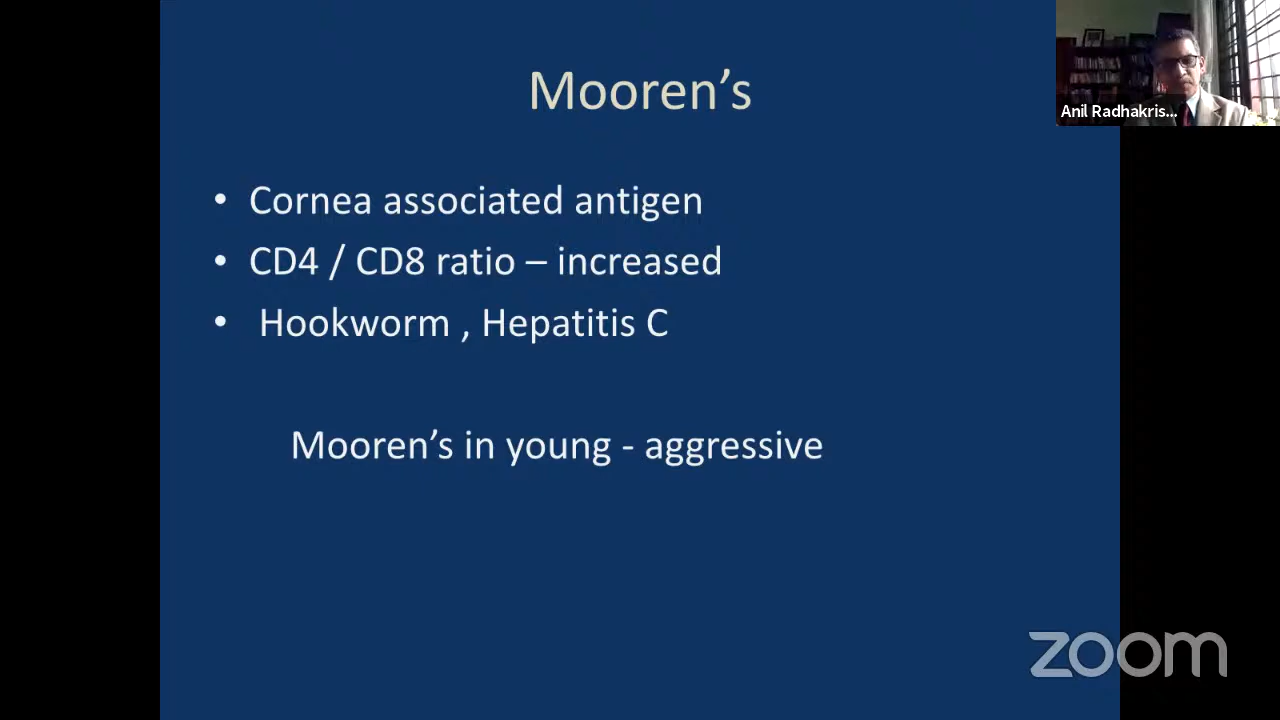 Mooren's
Anil Radhakris...
• Cornea associated antigen
• CD4 / CD8 ratio – increased
• Hookworm , Hepatitis C
Mooren's in young - aggressive
zoom